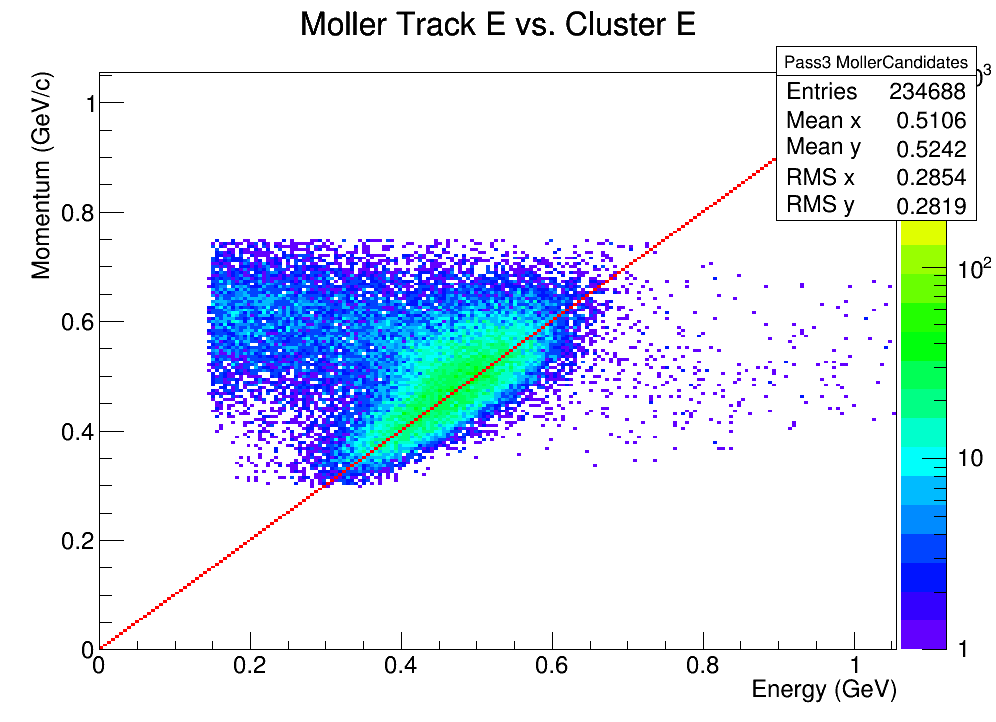 Moller Track E vs. Cluster E
Pass3 MollerCandidates
Entries 234688
Mean x 0.5106
Mean y 0.5242
RMS x 0.2854
RMS y 0.2819
Momentum (GeV/c)
1
0.8
0.6
0.4
0.2
0
0 0.2 0.4 0.6 0.8 1
Energy (GeV)
10²
10
1